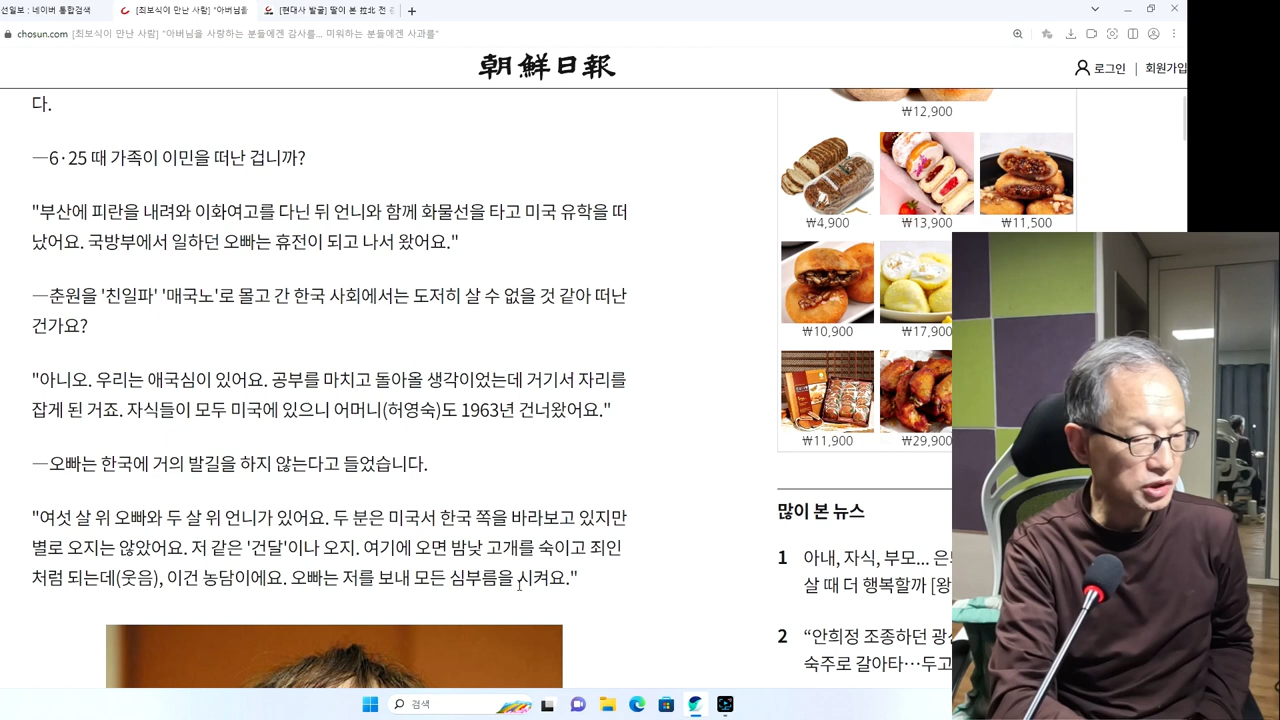 선일보 : 네이버 통합검색
[최보식이 만난 사람] "아버님을
[현대사 발굴] 딸이 본 拉北 전
chosun.com [최보식이 만난 사람] "아버님을 사랑하는 분들에겐 감사를... 미워하는 분들에겐 사과를"
朝鮮日報
로그인 | 회원가입
다.
—6·25 때 가족이 이민을 떠난 겁니까?
"부산에 피란을 내려와 이화여고를 다닌 뒤 언니와 함께 화물선을 타고 미국 유학을 떠
났어요. 국방부에서 일하던 오빠는 휴전이 되고 나서 왔어요."
—춘원을 '친일파' '매국노'로 몰고 간 한국 사회에서는 도저히 살 수 없을 것 같아 떠난
건가요?
"아니오. 우리는 애국심이 있어요. 공부를 마치고 돌아올 생각이었는데 거기서 자리를
잡게 된 거죠. 자식들이 모두 미국에 있으니 어머니(허영숙)도 1963년 건너왔어요."
—오빠는 한국에 거의 발길을 하지 않는다고 들었습니다.
"여섯 살 위 오빠와 두 살 위 언니가 있어요. 두 분은 미국서 한국 쪽을 바라보고 있지만
별로 오지는 않았어요. 저 같은 '건달'이나 오지. 여기에 오면 밤낮 고개를 숙이고 죄인
처럼 되는데(웃음), 이건 농담이에요. 오빠는 저를 보내 모든 심부름을 시켜요."
₩12,900
₩4,900
₩13,900
₩11,500
₩10,900
₩17,900
₩11,900
₩29,900
많이 본 뉴스
1 아내, 자식, 부모... 은
살 때 더 행복할까 [왕
2 “안희정 조종하던 광
숙주로 갈아타…두고
검색